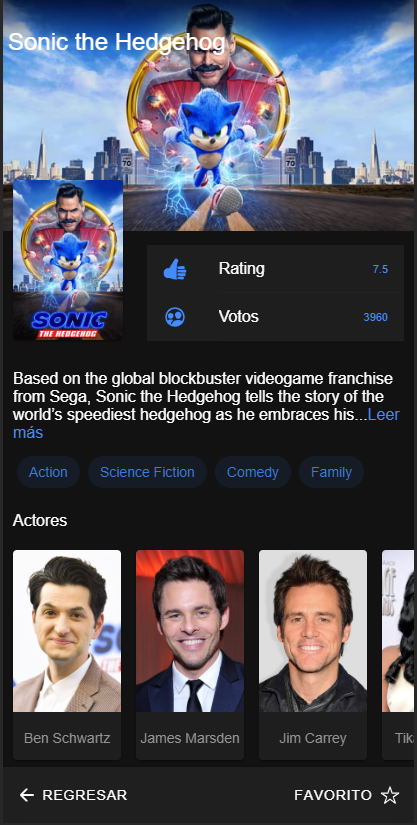 Sonic the Hedgehog
70
SONIC
THE HEDGEHOG
Rating 7.5
Votos 3960
Based on the global blockbuster videogame franchise
from Sega, Sonic the Hedgehog tells the story of the
world’s speediest hedgehog as he embraces his...Leer
más
Action Science Fiction Comedy Family
Actores
Ben Schwartz James Marsden Jim Carrey Tik
REGRESAR FAVORITO